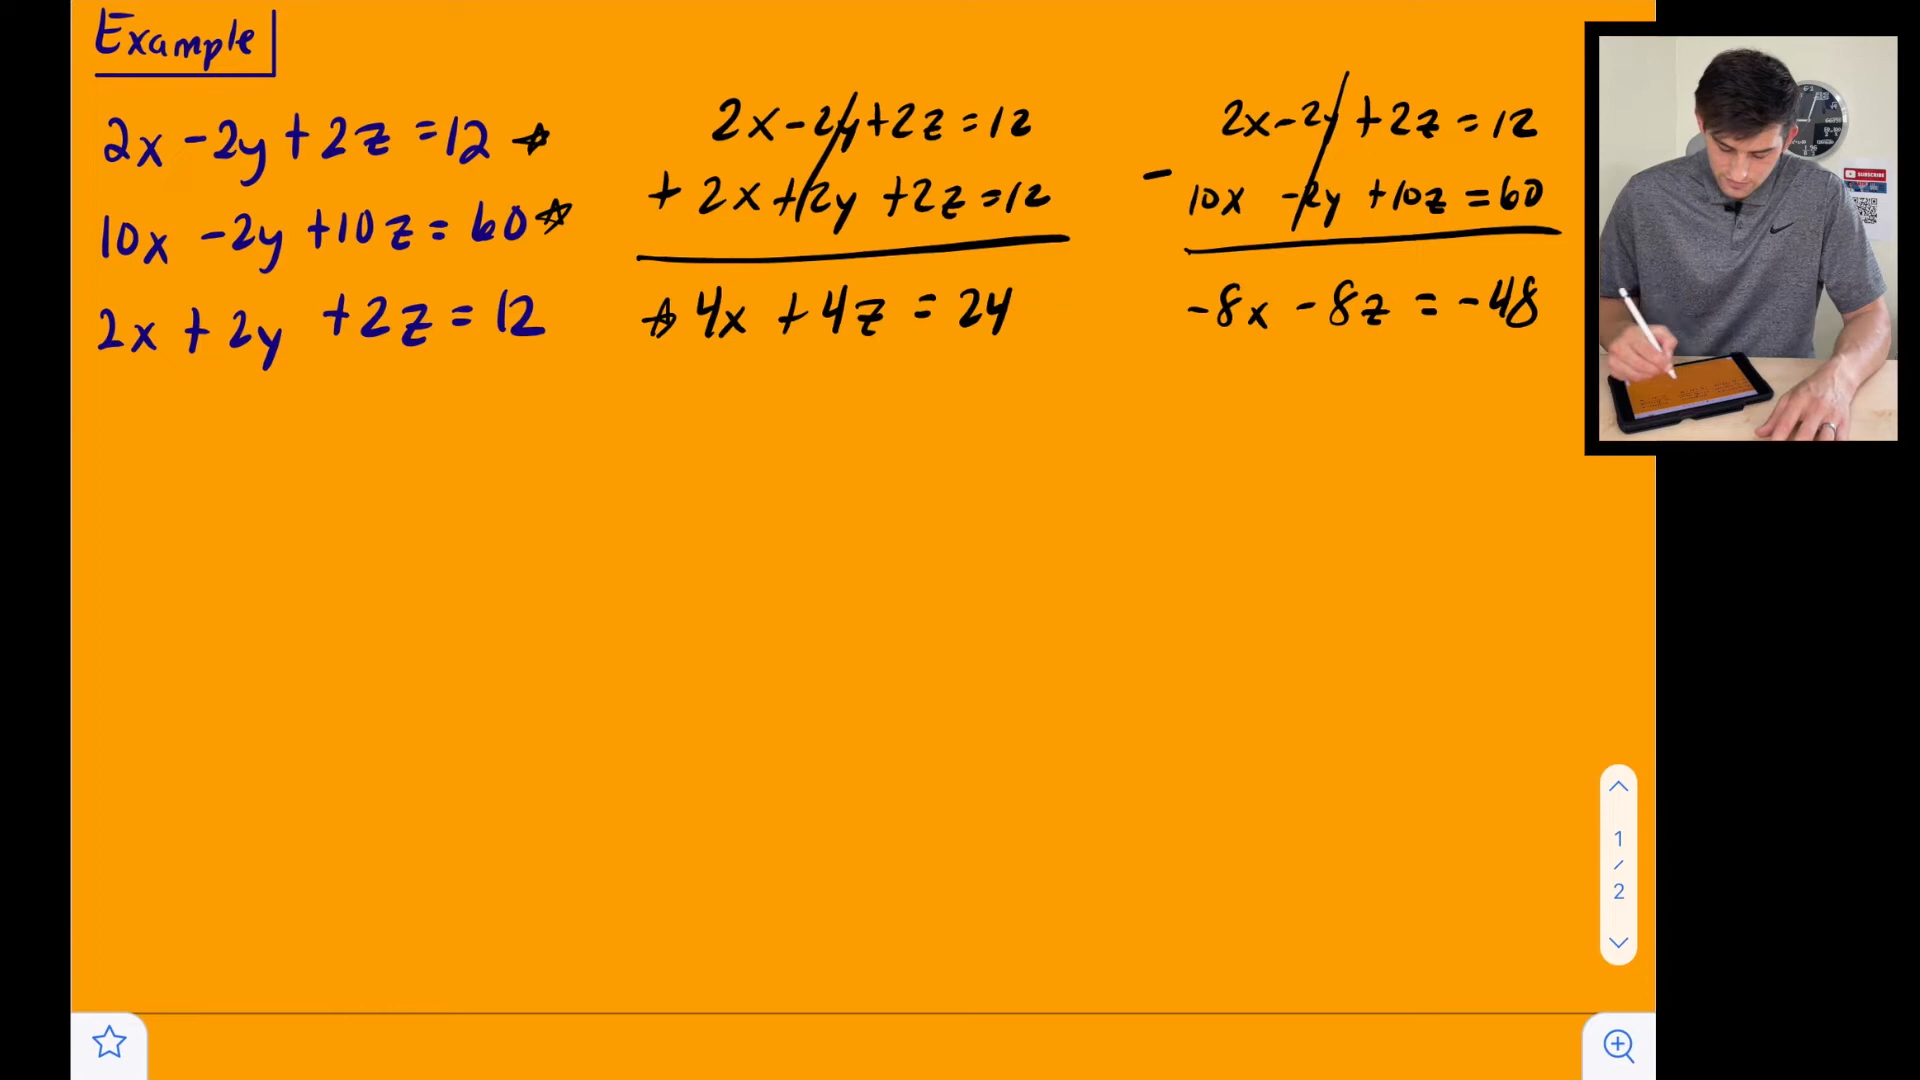 Example
2x - 2y + 2z = 12 ☆
10x - 2y + 10z = 60 ☆
2x + 2y + 2z = 12
2x - 2y + 2z = 12
+ 2x + 2y + 2z = 12
☆ 4x + 4z = 24
2x - 2y + 2z = 12
- 10x - 2y + 10z = 60
-8x - 8z = -48
SUBSCRIBE
1
/
2